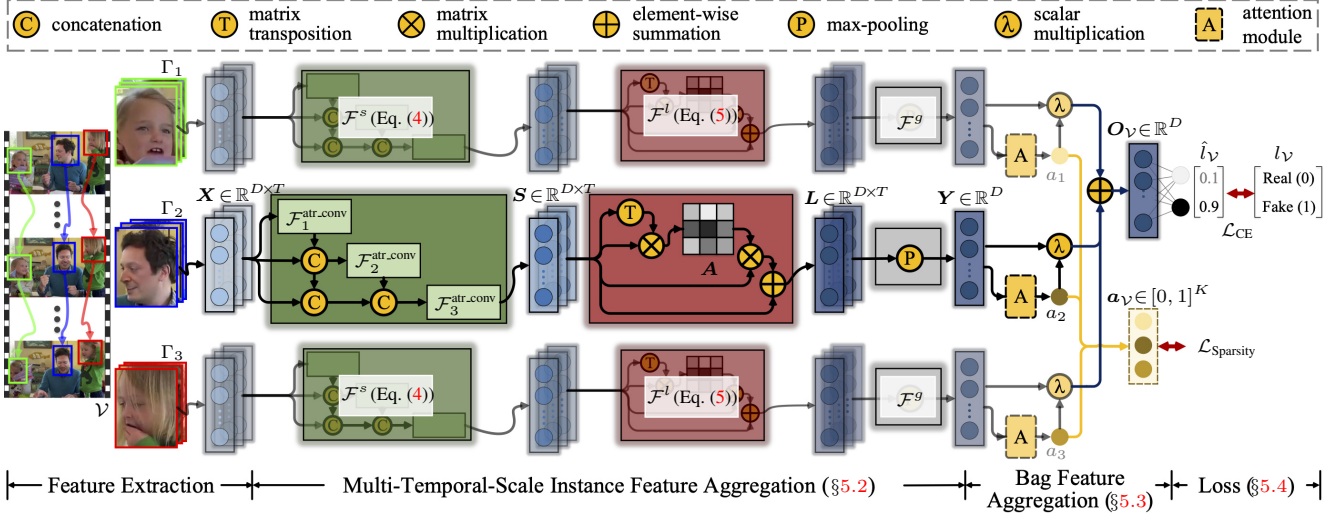 C concatenation
T matrix transposition
⊗ matrix multiplication
⊕ element-wise summation
P max-pooling
λ scalar multiplication
A attention module
Γ₁
F^s (Eq. (4))
F^l (Eq. (5))
F^g
A
a₁
λ
O_V ∈ ℝ^D
l̂_V
l_V
0.1
0.9
Real (0)
Fake (1)
L_CE
Γ₂
X ∈ ℝ^{D×T}
F₁^{atr_conv}
C
F₂^{atr_conv}
C
C
F₃^{atr_conv}
S ∈ ℝ^{D×T}
T
A
L ∈ ℝ^{D×T}
P
Y ∈ ℝ^D
A
a₂
λ
a_V ∈ [0, 1]^K
L_Sparsity
Γ₃
F^s (Eq. (4))
F^l (Eq. (5))
F^g
A
a₃
λ
V
Feature Extraction
Multi-Temporal-Scale Instance Feature Aggregation (§5.2)
Bag Feature
Aggregation (§5.3)
Loss (§5.4)